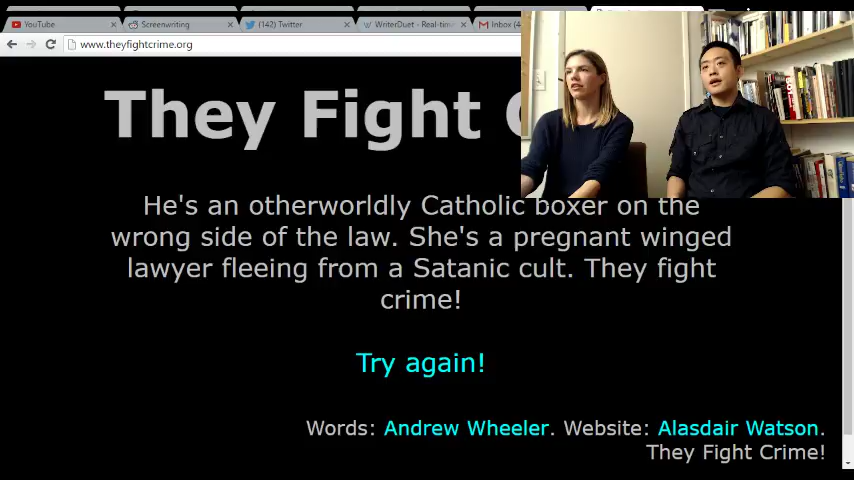 YouTube
Screenwriting
(142) Twitter
WriterDuet - Real-time
Inbox (4
www.theyfightcrime.org
They Fight
He's an otherworldly Catholic boxer on the
wrong side of the law. She's a pregnant winged
lawyer fleeing from a Satanic cult. They fight
crime!
Try again!
Words: Andrew Wheeler. Website: Alasdair Watson.
They Fight Crime!